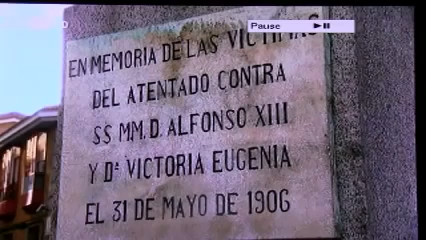 Pause
EN MEMORIA DE LAS VICTIMAS
DEL ATENTADO CONTRA
SS MM. D. ALFONSO XIII
Y Dª VICTORIA EUGENIA
EL 31 DE MAYO DE 1906